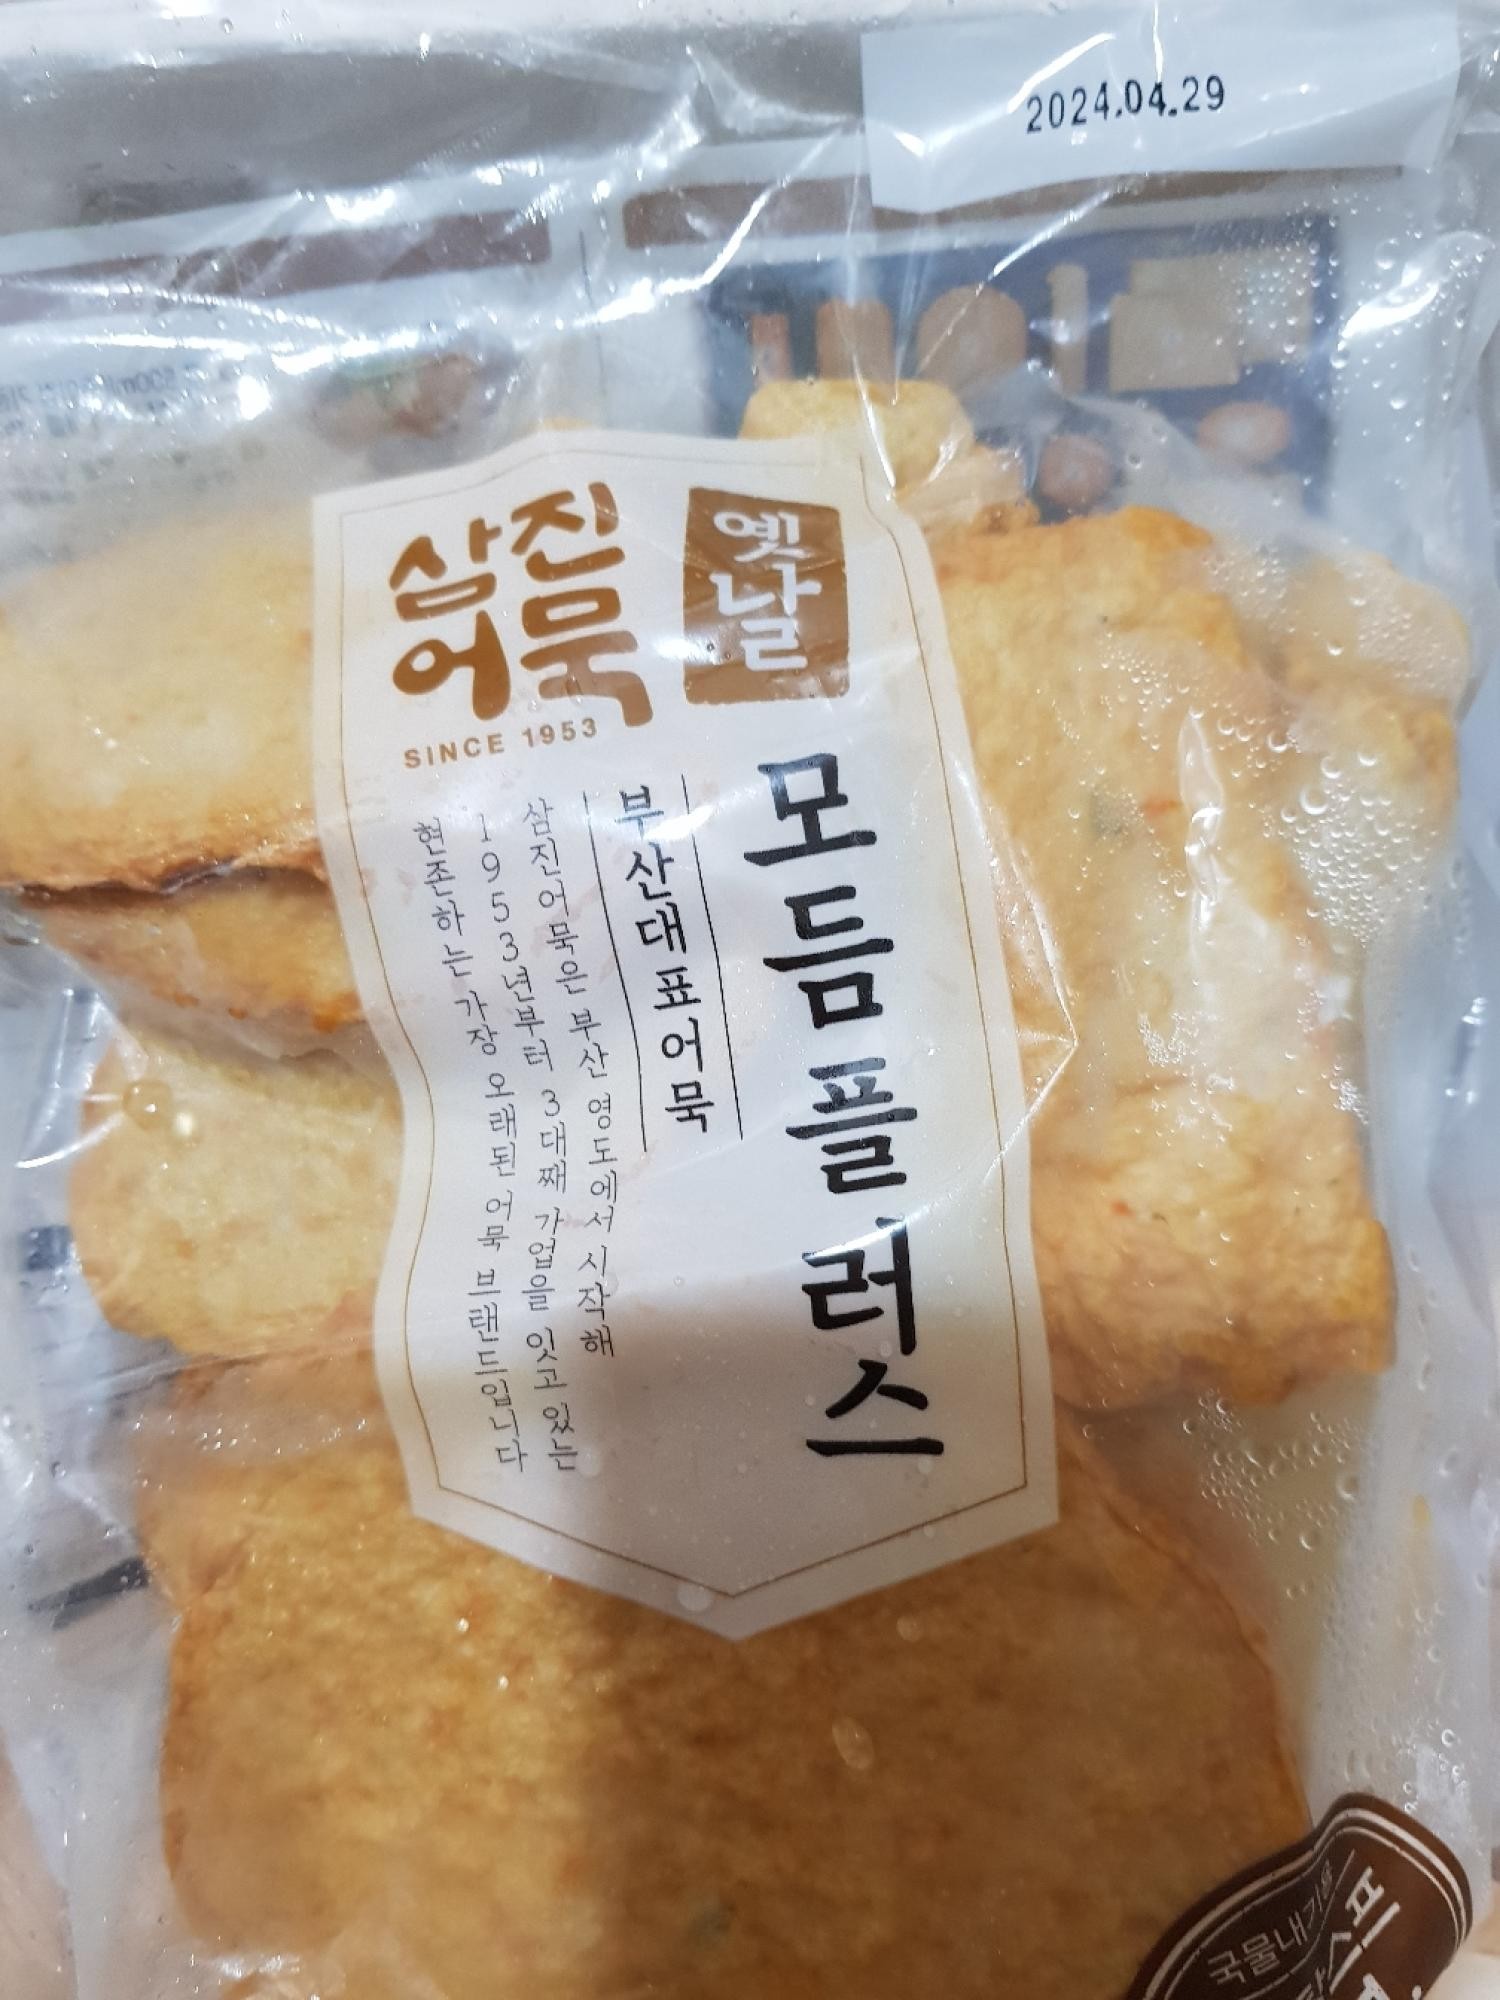 2024.04.29
삼진
어묵
SINCE 1953
옛날
모듬플러스
부산대표어묵
삼진어묵은 부산 영도에서 시작해
1953년부터 3대째 가업을 잇고 있는
현존하는 가장 오래된 어묵 브랜드입니다
국물내기용